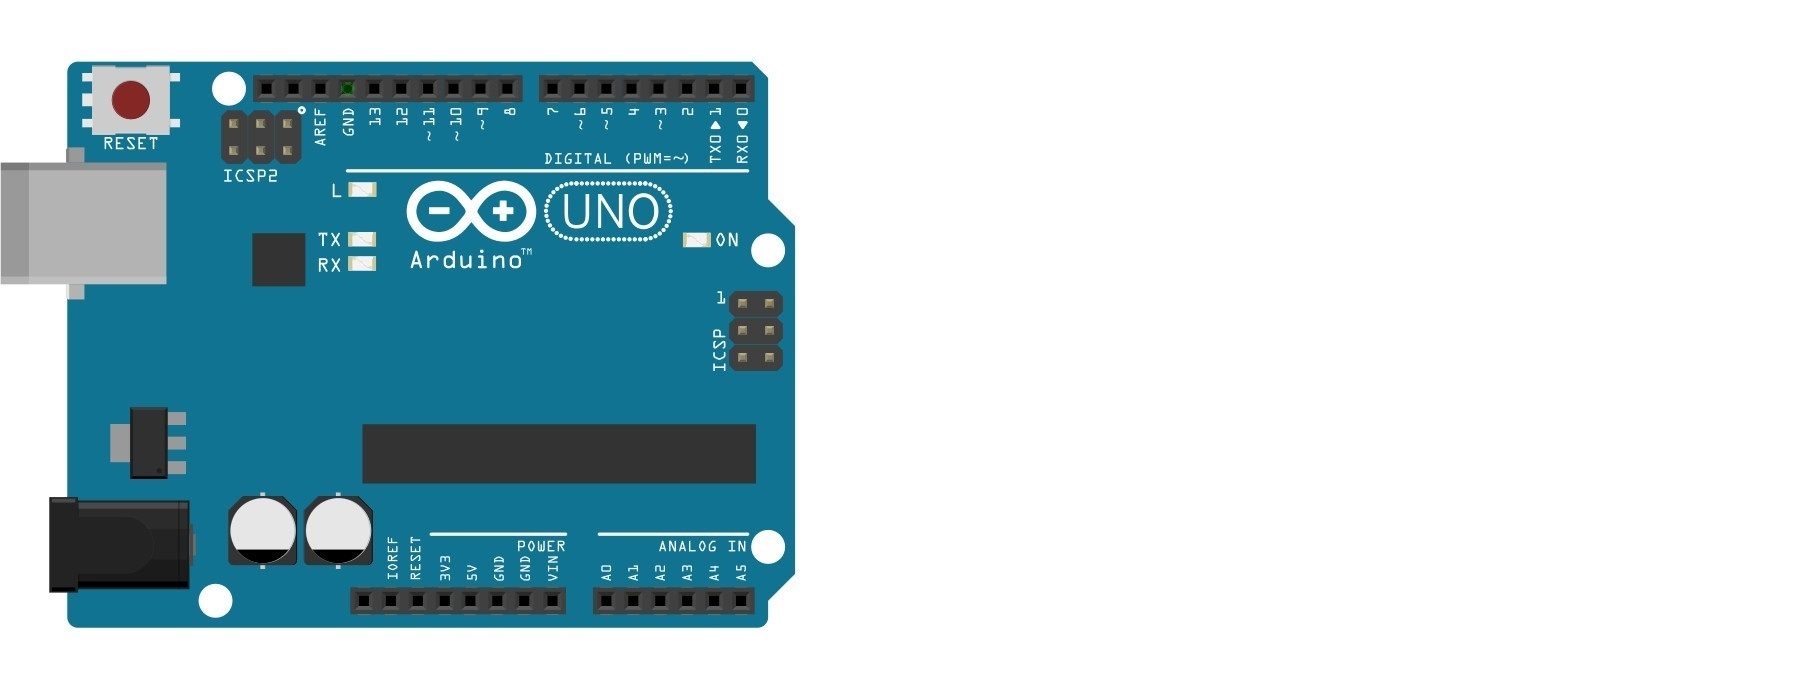 RESET
ICSP2
AREF
GND
13
12
~11
~10
~9
8
7
~6
~5
4
~3
2
TX0▶1
RX0◀0
DIGITAL (PWM=~)
L
TX
RX
UNO
Arduino™
ON
1
ICSP
POWER
ANALOG IN
IOREF
RESET
3V3
5V
GND
GND
VIN
A0
A1
A2
A3
A4
A5